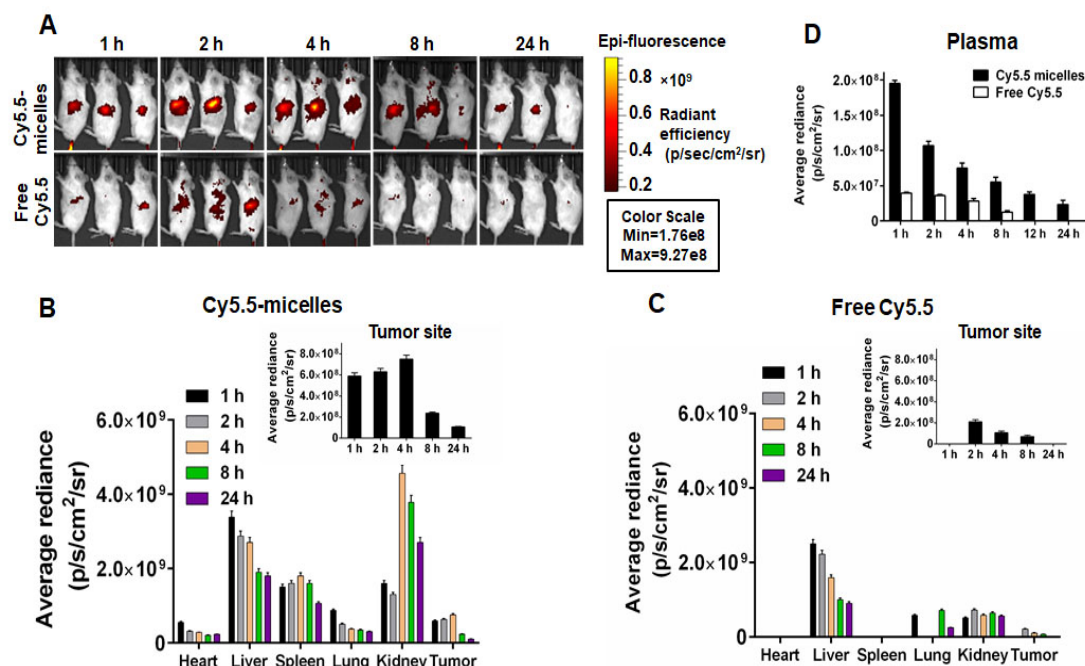 A
1 h 2 h 4 h 8 h 24 h
Cy5.5-
micelles
Free
Cy5.5
Epi-fluorescence
0.8
0.6
0.4
0.2
×10⁹
Radiant
efficiency
(p/sec/cm²/sr)
Color Scale
Min=1.76e8
Max=9.27e8
D
Plasma
Cy5.5 micelles
Free Cy5.5
Average rediance
(p/s/cm²/sr)
2.0×10⁸
1.5×10⁸
1.0×10⁸
5.0×10⁷
0
1 h 2 h 4 h 8 h 12 h 24 h
B
Cy5.5-micelles
Tumor site
Average rediance
(p/s/cm²/sr)
8.0×10⁸
6.0×10⁸
4.0×10⁸
2.0×10⁸
0
1 h 2 h 4 h 8 h 24 h
1 h
2 h
4 h
8 h
24 h
Average rediance
(p/s/cm²/sr)
6.0×10⁹
4.0×10⁹
2.0×10⁹
0
Heart Liver Spleen Lung Kidney Tumor
C
Free Cy5.5
Tumor site
Average rediance
(p/s/cm²/sr)
8.0×10⁸
6.0×10⁸
4.0×10⁸
2.0×10⁸
0
1 h 2 h 4 h 8 h 24 h
1 h
2 h
4 h
8 h
24 h
Average rediance
(p/s/cm²/sr)
6.0×10⁹
4.0×10⁹
2.0×10⁹
0
Heart Liver Spleen Lung Kidney Tumor